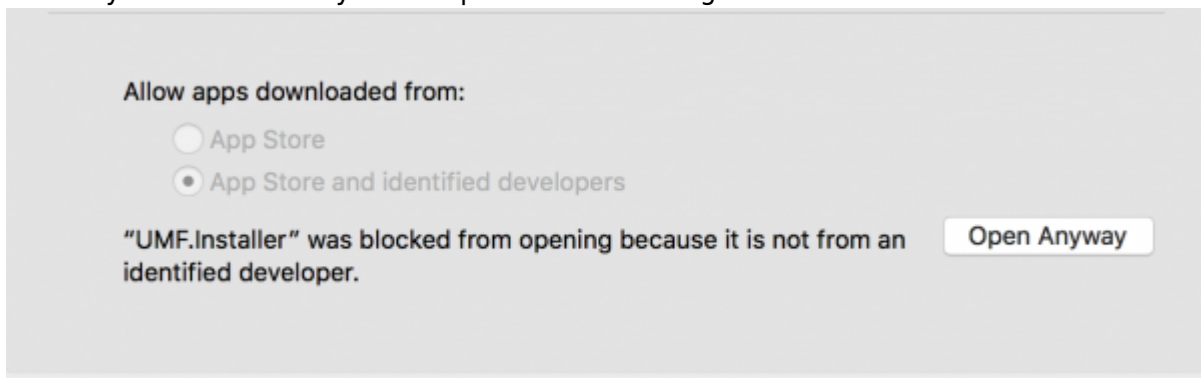 Allow apps downloaded from:
App Store
App Store and identified developers
"UMF.Installer" was blocked from opening because it is not from an
identified developer.
Open Anyway